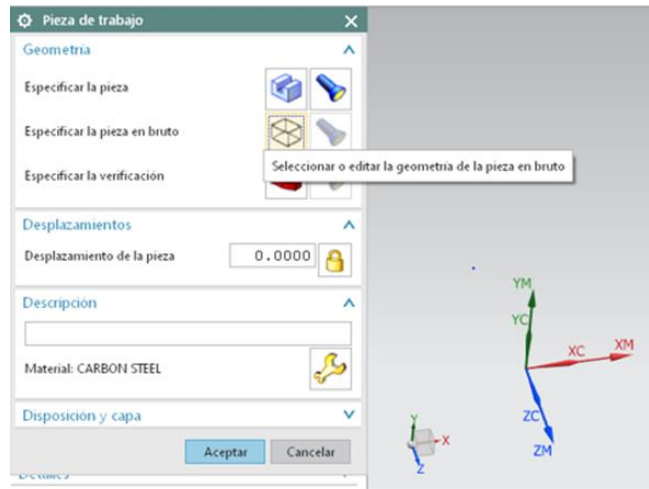 Pieza de trabajo
Geometría
Especificar la pieza
Especificar la pieza en bruto
Seleccionar o editar la geometría de la pieza en bruto
Especificar la verificación
Desplazamientos
Desplazamiento de la pieza 0.0000
Descripción
Material: CARBON STEEL
Disposición y capa
Aceptar Cancelar
Detalles
YM
YC
XC XM
ZC
ZM
Y
X
Z